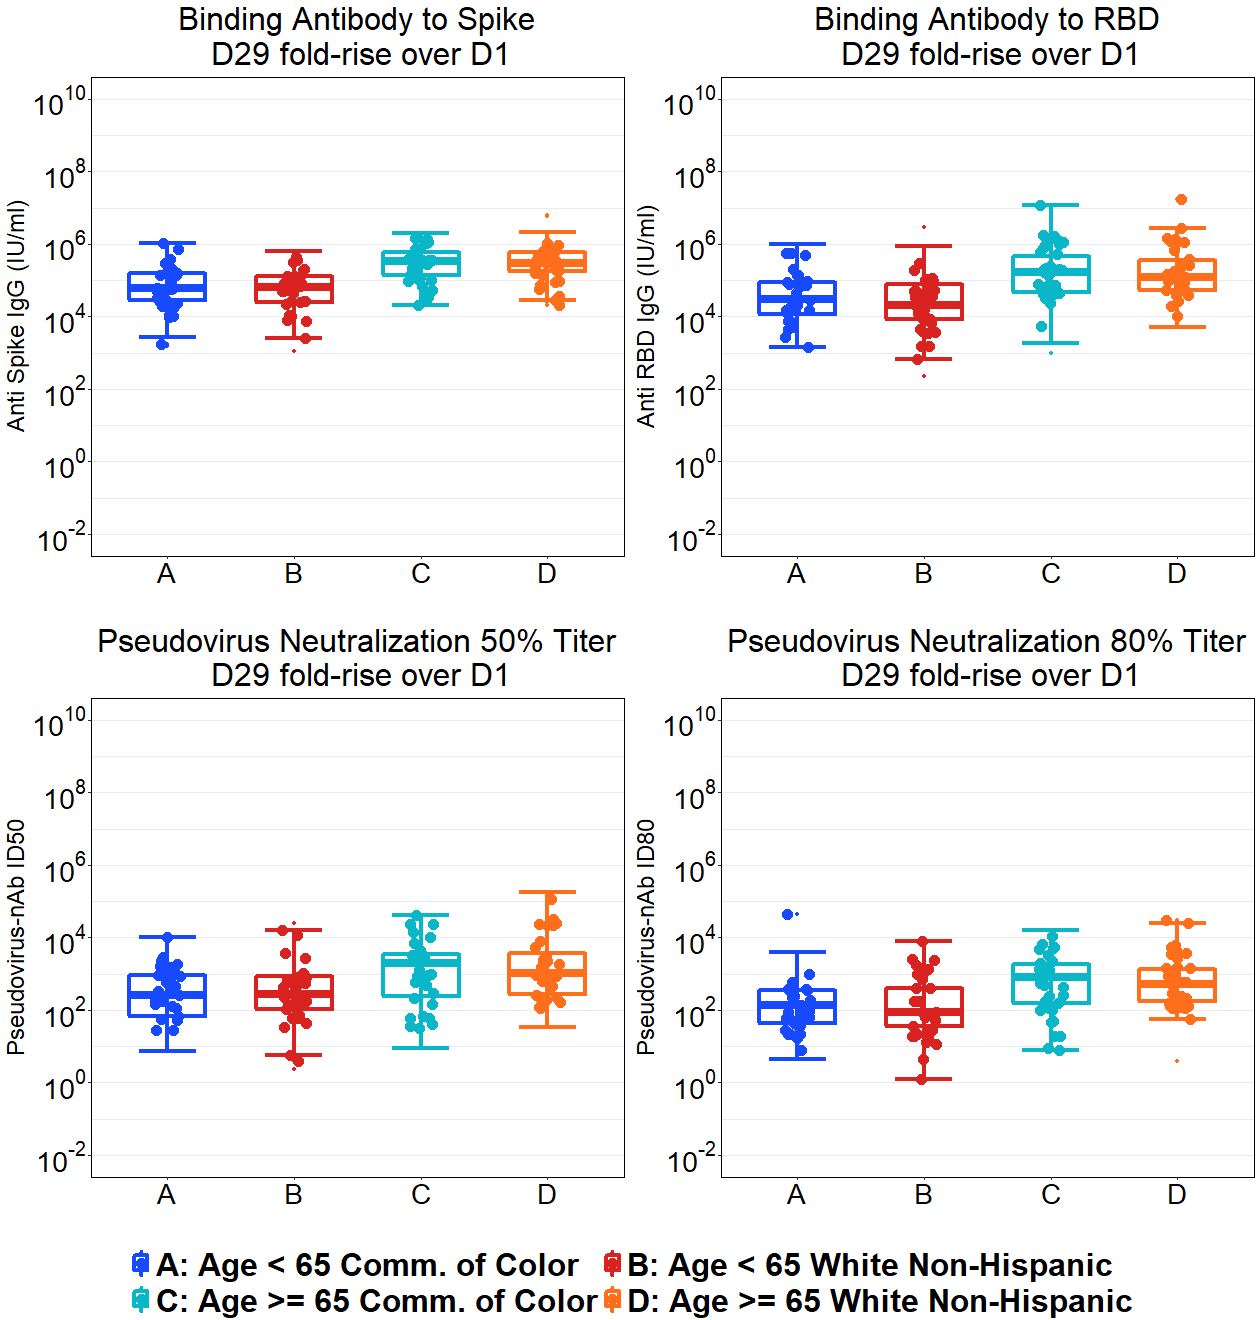 Binding Antibody to Spike
D29 fold-rise over D1
Anti Spike IgG (IU/ml)
10^10
10^8
10^6
10^4
10^2
10^0
10^-2
A B C D
Binding Antibody to RBD
D29 fold-rise over D1
Anti RBD IgG (IU/ml)
10^10
10^8
10^6
10^4
10^2
10^0
10^-2
A B C D
Pseudovirus Neutralization 50% Titer
D29 fold-rise over D1
Pseudovirus-nAb ID50
10^10
10^8
10^6
10^4
10^2
10^0
10^-2
A B C D
Pseudovirus Neutralization 80% Titer
D29 fold-rise over D1
Pseudovirus-nAb ID80
10^10
10^8
10^6
10^4
10^2
10^0
10^-2
A B C D
A: Age < 65 Comm. of Color B: Age < 65 White Non-Hispanic
C: Age >= 65 Comm. of Color D: Age >= 65 White Non-Hispanic